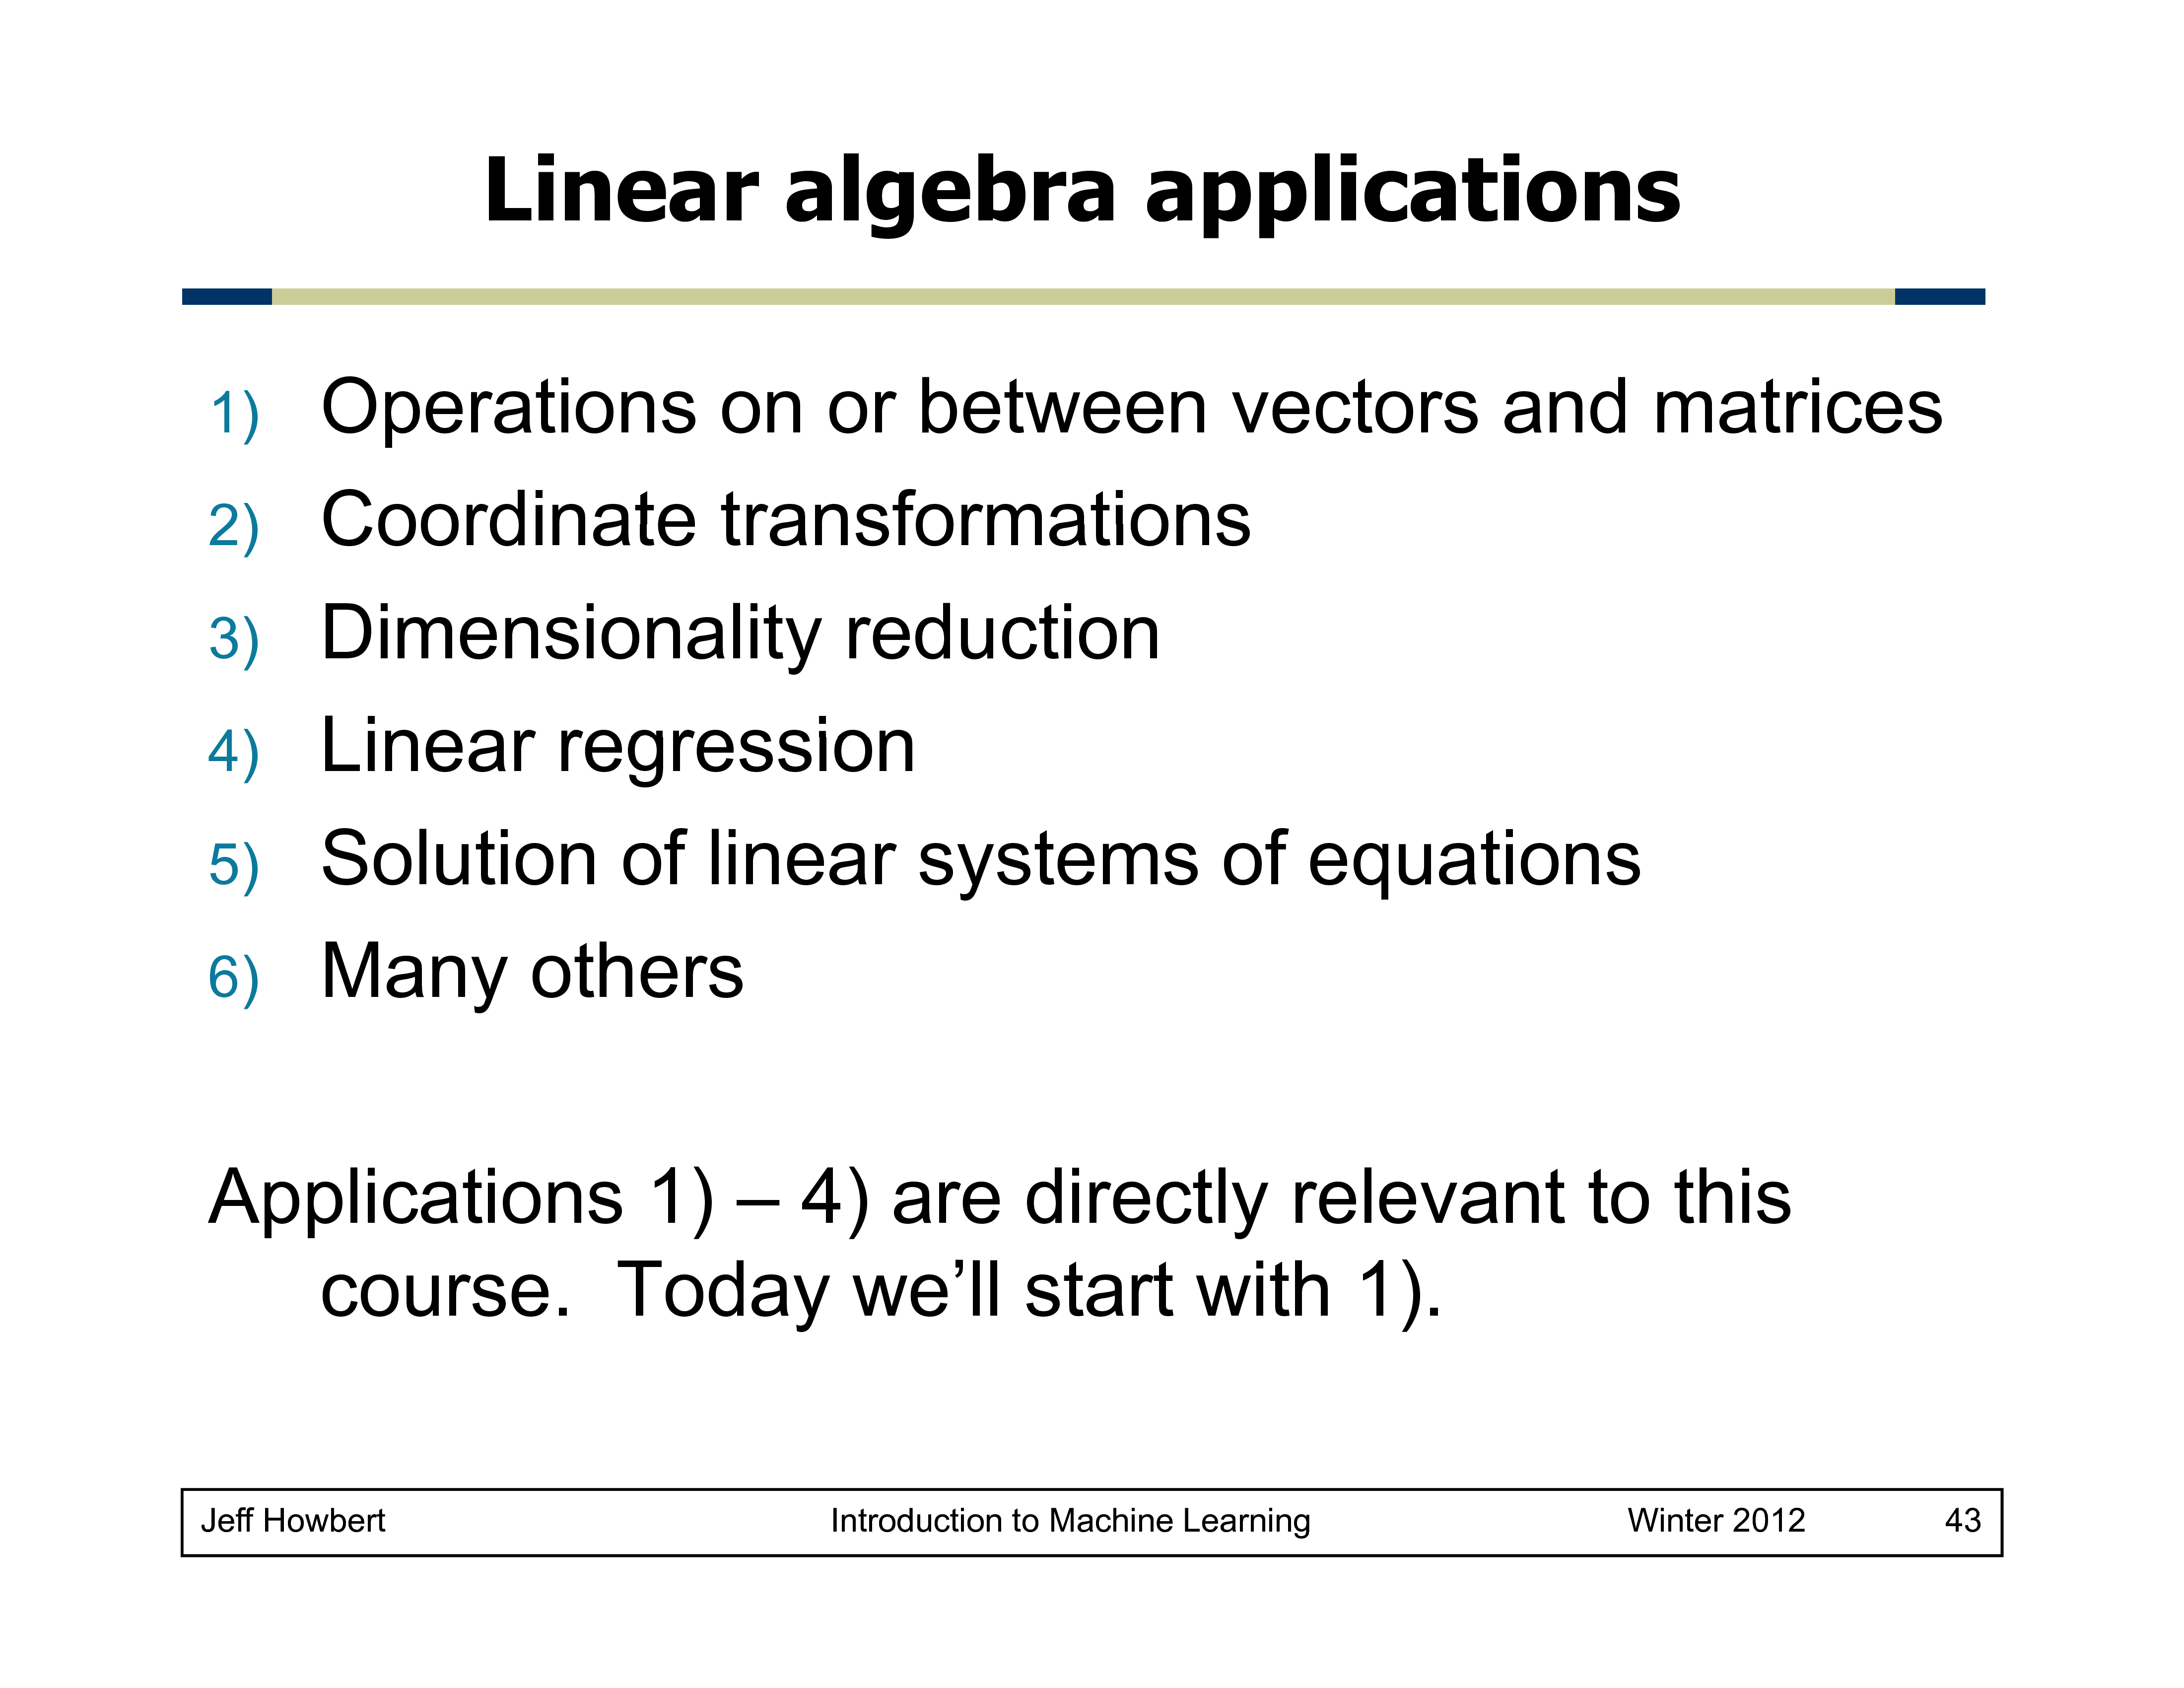 Linear algebra applications
1) Operations on or between vectors and matrices
2) Coordinate transformations
3) Dimensionality reduction
4) Linear regression
5) Solution of linear systems of equations
6) Many others
Applications 1) – 4) are directly relevant to this
course.  Today we’ll start with 1).
Jeff Howbert Introduction to Machine Learning Winter 2012 43